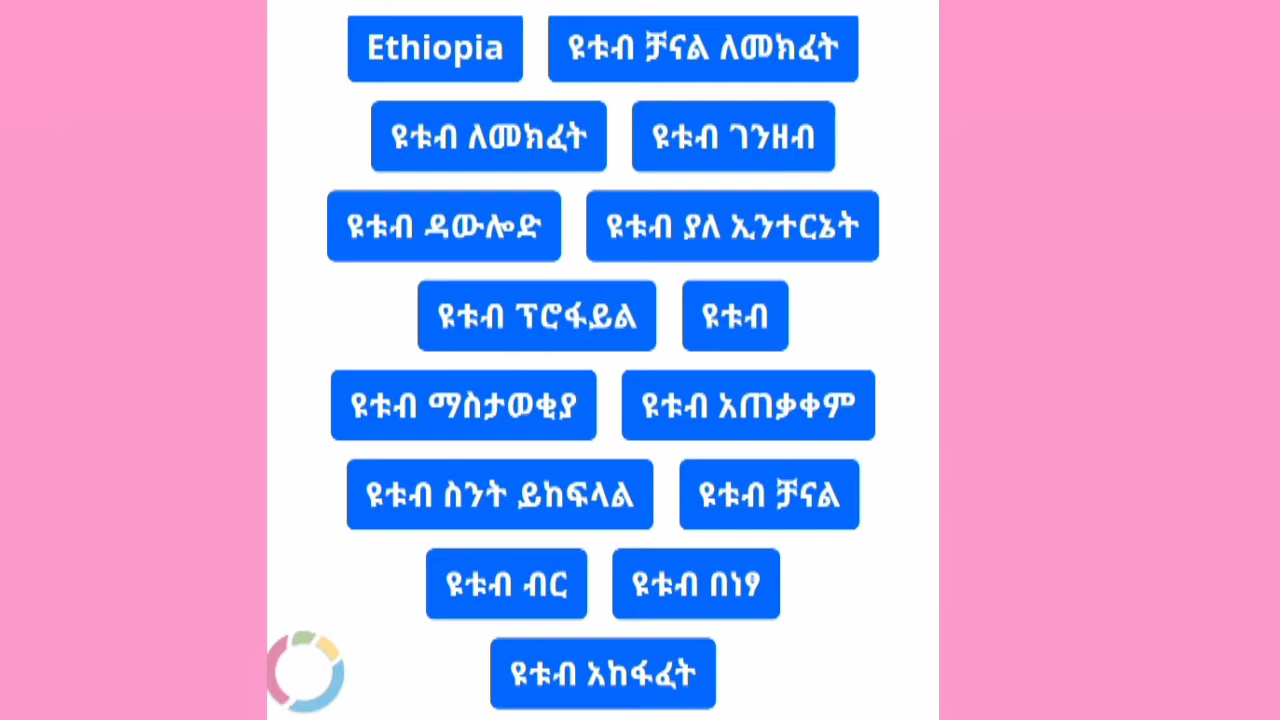 Ethiopia ዩቱብ ቻናል ለመክፈት
ዩቱብ ለመክፈት ዩቱብ ገንዘብ
ዩቱብ ዳውሎድ ዩቱብ ያለ ኢንተርኔት
ዩቱብ ፕሮፋይል ዩቱብ
ዩቱብ ማስታወቂያ ዩቱብ አጠቃቀም
ዩቱብ ስንት ይከፍላል ዩቱብ ቻናል
ዩቱብ ብር ዩቱብ በነፃ
ዩቱብ አከፋፈት